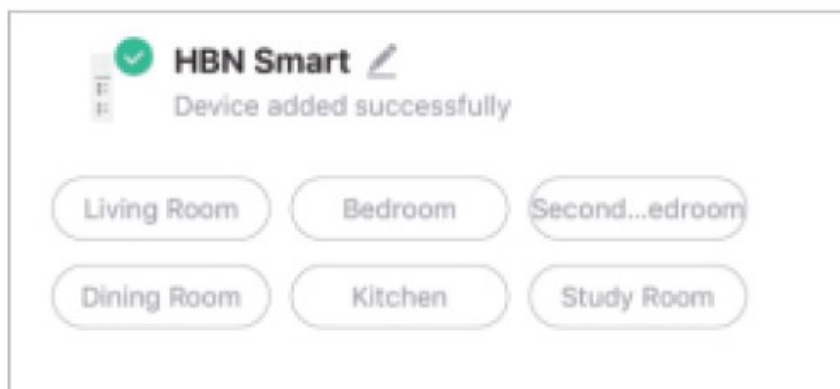 HBN Smart
Device added successfully
Living Room Bedroom Second...edroom
Dining Room Kitchen Study Room